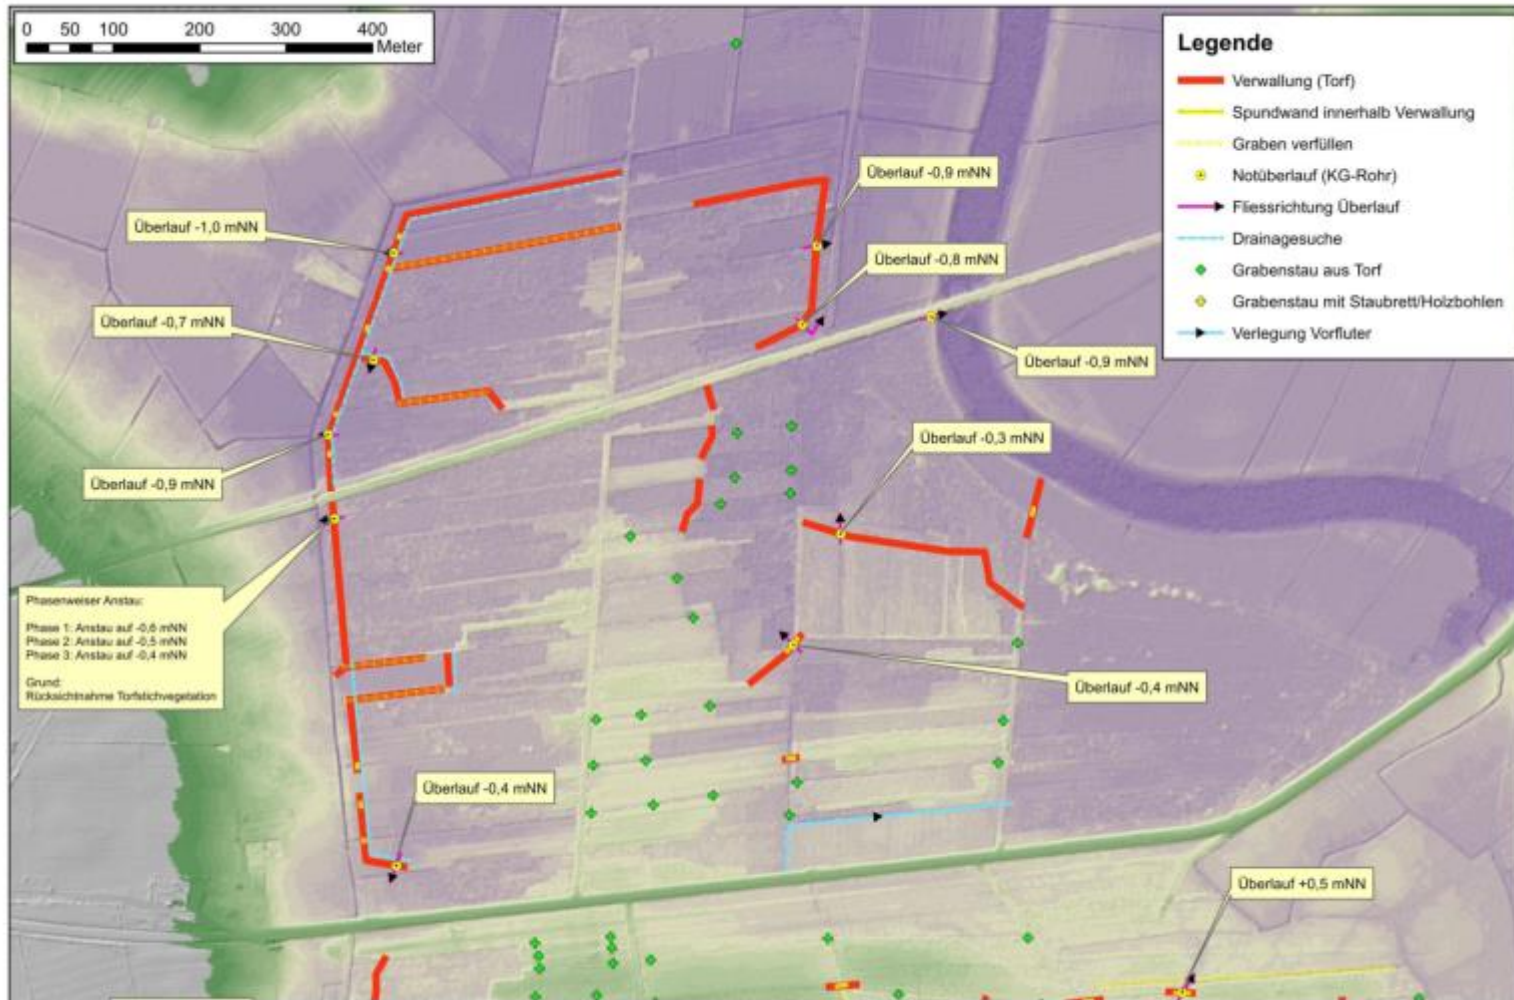 0 50 100 200 300 400
Meter
Legende
Verwallung (Torf)
Spundwand innerhalb Verwallung
Graben verfüllen
Notüberlauf (KG-Rohr)
Fliessrichtung Überlauf
Drainagesuche
Grabenstau aus Torf
Grabenstau mit Staubrett/Holzbohlen
Verlegung Vorfluter
Überlauf -0,9 mNN
Überlauf -1,0 mNN
Überlauf -0,8 mNN
Überlauf -0,7 mNN
Überlauf -0,9 mNN
Überlauf -0,3 mNN
Überlauf -0,9 mNN
Phasenweiser Anstau:
Phase 1: Anstau auf -0,6 mNN
Phase 2: Anstau auf -0,5 mNN
Phase 3: Anstau auf -0,4 mNN
Grund:
Rücksichtnahme Torfstichvegetation
Überlauf -0,4 mNN
Überlauf -0,4 mNN
Überlauf +0,5 mNN